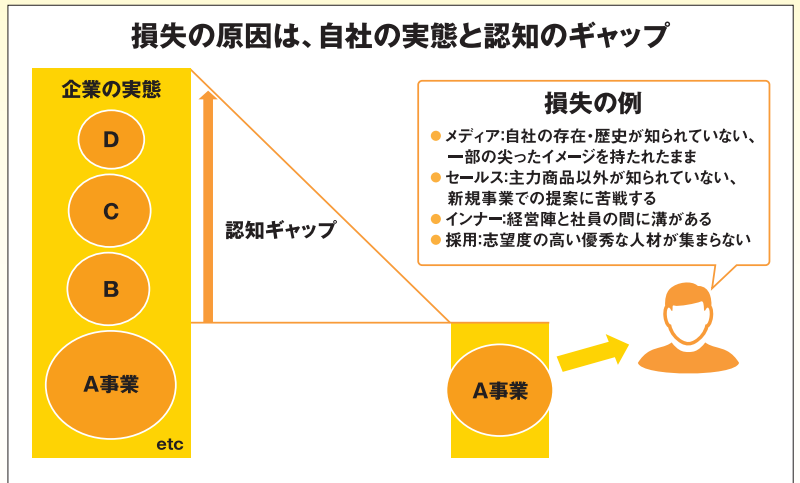 損失の原因は、自社の実態と認知のギャップ
企業の実態
D
C
B
A事業
etc
認知ギャップ
A事業
損失の例
● メディア:自社の存在・歴史が知られていない、
一部の尖ったイメージを持たれたまま
● セールス:主力商品以外が知られていない、
新規事業での提案に苦戦する
● インナー:経営陣と社員の間に溝がある
● 採用:志望度の高い優秀な人材が集まらない